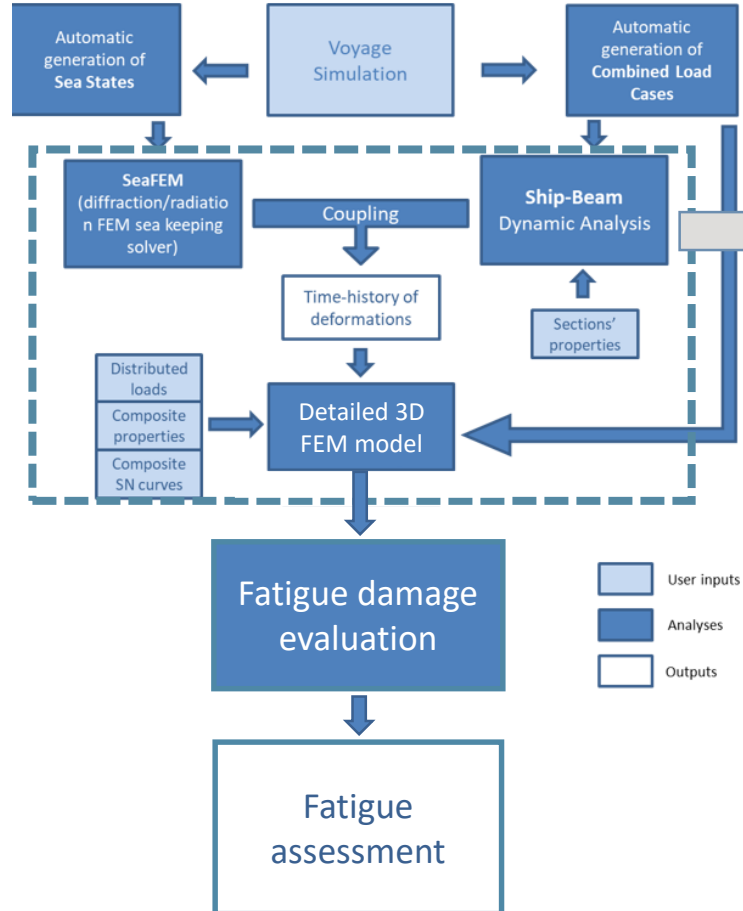 Automatic
generation of
Sea States
Voyage
Simulation
Automatic
generation of
Combined Load
Cases
SeaFEM
(diffraction/radiatio
n FEM sea keeping
solver)
Coupling
Ship-Beam
Dynamic Analysis
Time-history of
deformations
Sections'
properties
Distributed
loads
Composite
properties
Composite
SN curves
Detailed 3D
FEM model
Fatigue damage
evaluation
User inputs
Analyses
Outputs
Fatigue
assessment